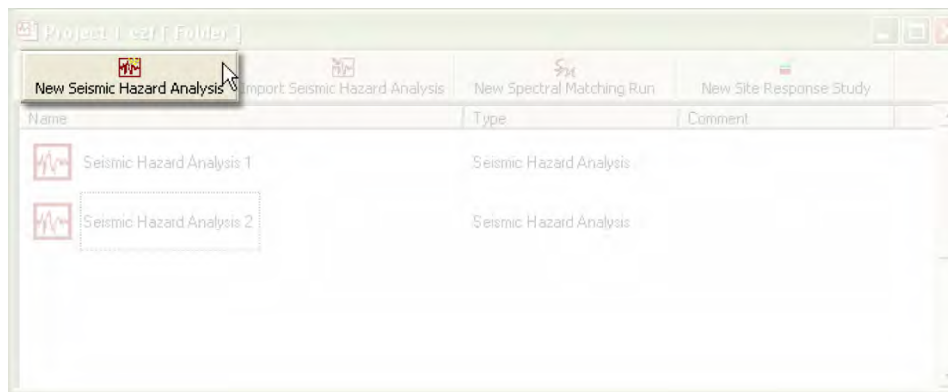 Project 1.ezf [ Folder ]
New Seismic Hazard Analysis Import Seismic Hazard Analysis New Spectral Matching Run New Site Response Study
Name Type Comment
Seismic Hazard Analysis 1 Seismic Hazard Analysis
Seismic Hazard Analysis 2 Seismic Hazard Analysis